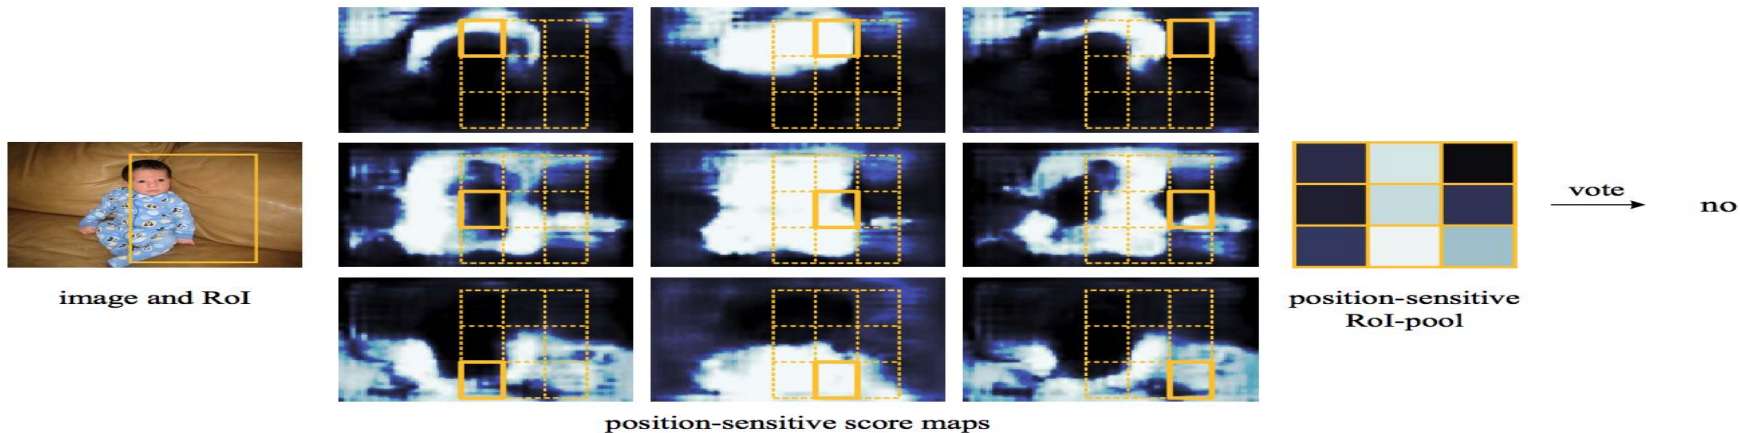 image and RoI
position-sensitive score maps
position-sensitive
RoI-pool
vote
no